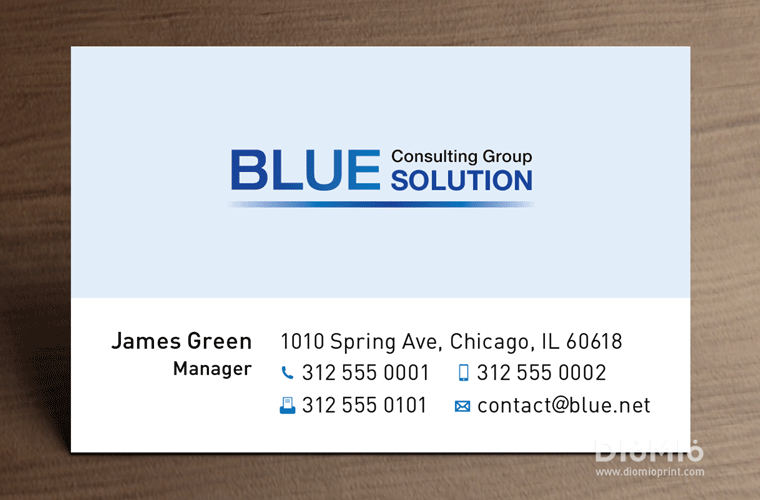 BLUE Consulting Group
SOLUTION
James Green
Manager
1010 Spring Ave, Chicago, IL 60618
312 555 0001 312 555 0002
312 555 0101 contact@blue.net
DioMio
www.diomioprint.com